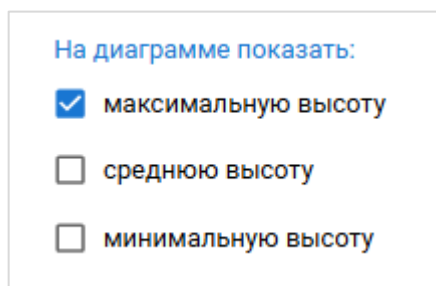 На диаграмме показать:
максимальную высоту
среднюю высоту
минимальную высоту